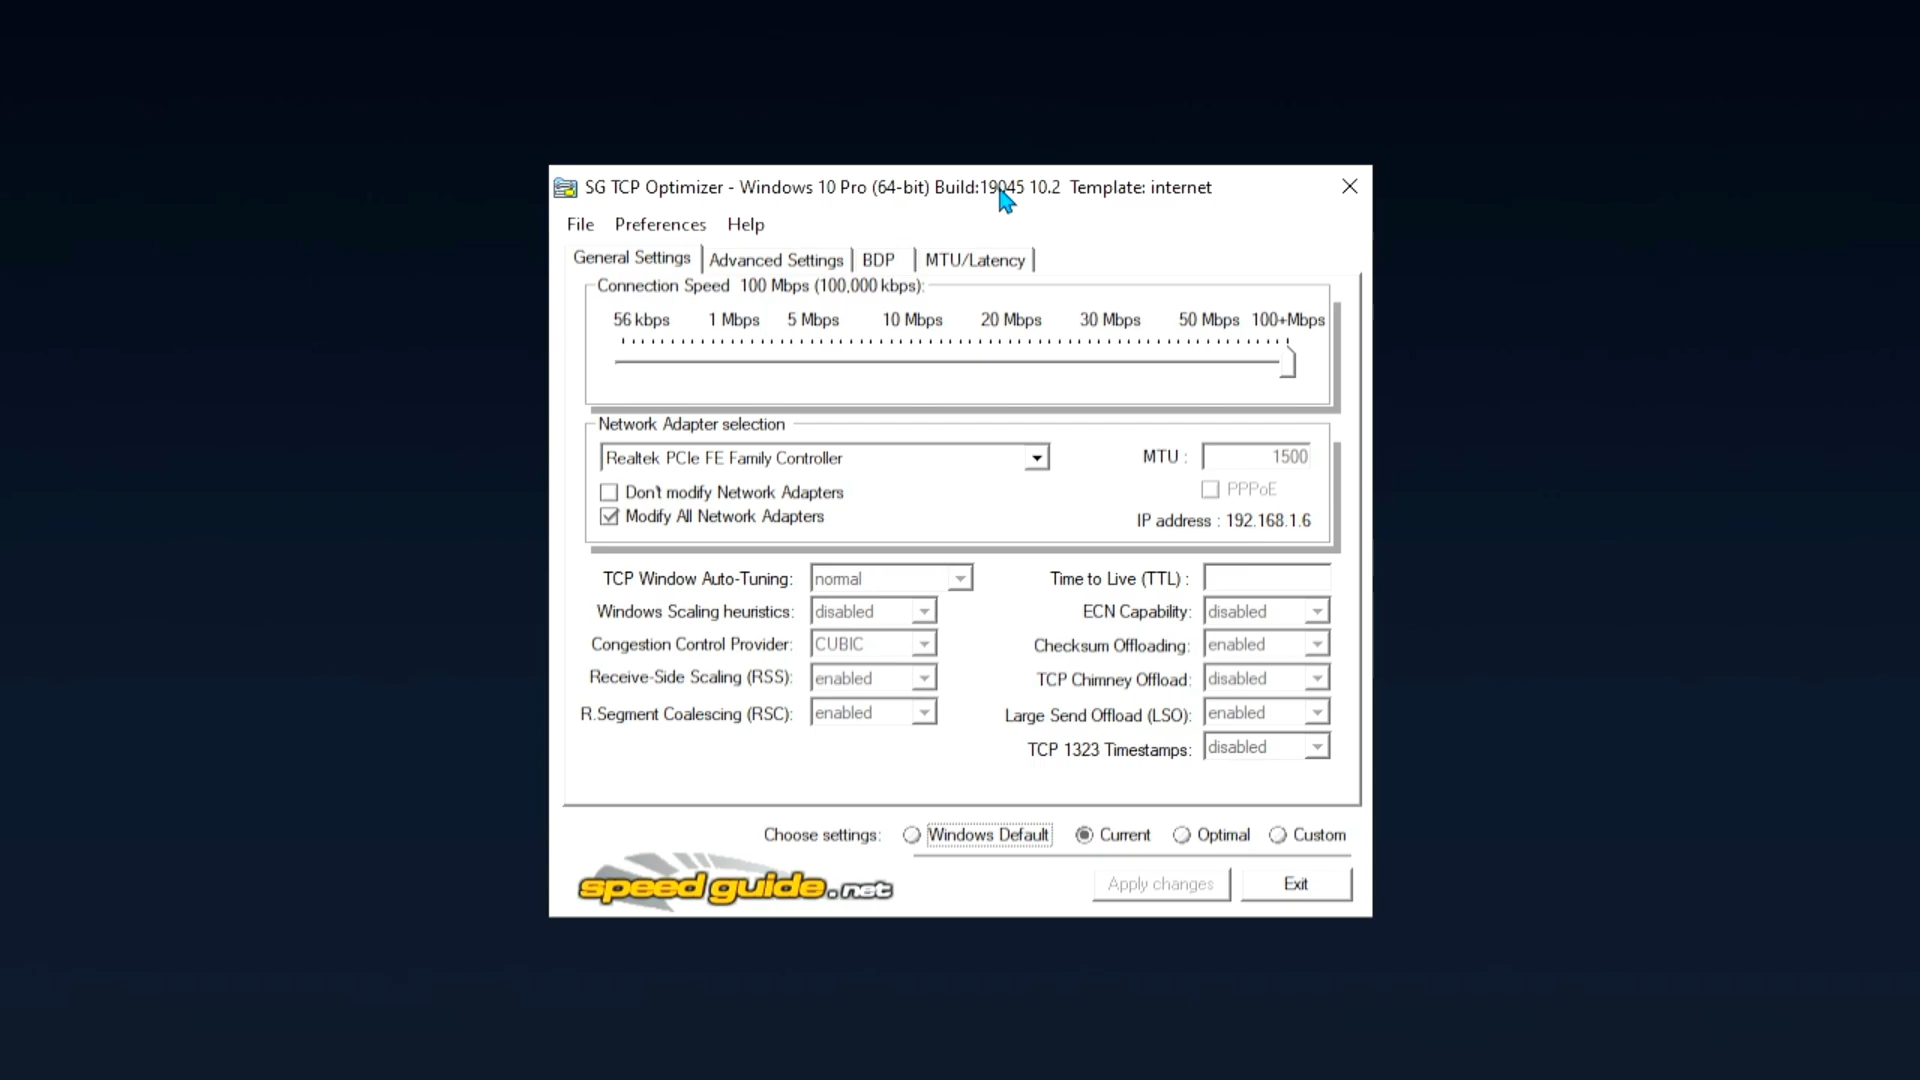 SG TCP Optimizer - Windows 10 Pro (64-bit) Build:19045 10.2 Template: internet
File Preferences Help
General Settings Advanced Settings BDP MTU/Latency
Connection Speed 100 Mbps (100,000 kbps):
56 kbps 1 Mbps 5 Mbps 10 Mbps 20 Mbps 30 Mbps 50 Mbps 100+Mbps
Network Adapter selection
Realtek PCIe FE Family Controller MTU : 1500
Don't modify Network Adapters PPPoE
Modify All Network Adapters IP address : 192.168.1.6
TCP Window Auto-Tuning: normal Time to Live (TTL) :
Windows Scaling heuristics: disabled ECN Capability: disabled
Congestion Control Provider: CUBIC Checksum Offloading: enabled
Receive-Side Scaling (RSS): enabled TCP Chimney Offload: disabled
R.Segment Coalescing (RSC): enabled Large Send Offload (LSO): enabled
TCP 1323 Timestamps: disabled
Choose settings: Windows Default Current Optimal Custom
speedguide.net Apply changes Exit